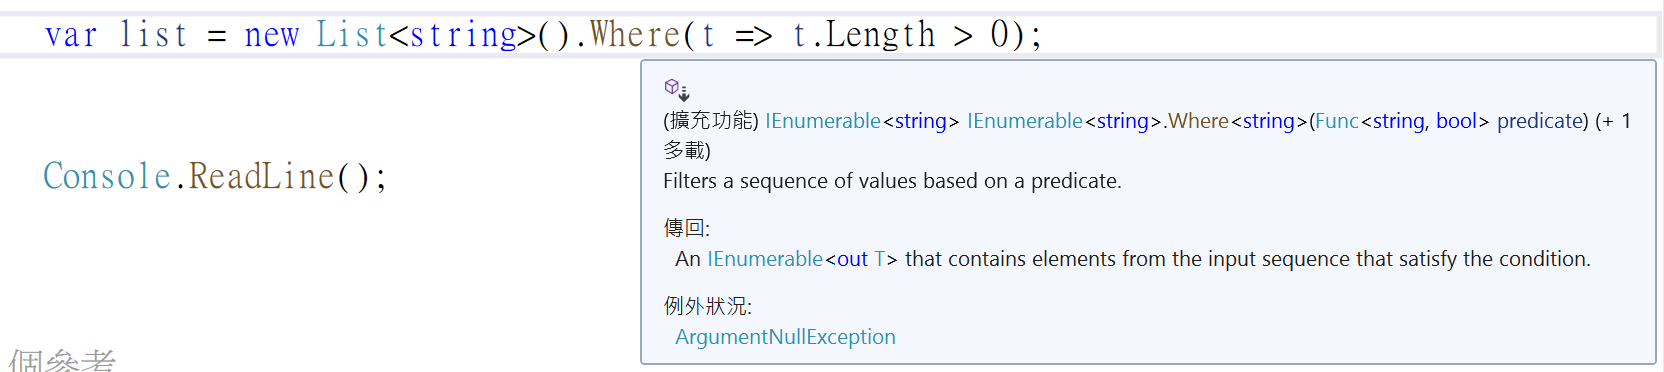 var list = new List<string>().Where(t => t.Length > 0);
(擴充功能) IEnumerable<string> IEnumerable<string>.Where<string>(Func<string, bool> predicate) (+ 1
多載)
Filters a sequence of values based on a predicate.
Console.ReadLine();
傳回:
An IEnumerable<out T> that contains elements from the input sequence that satisfy the condition.
例外狀況:
ArgumentNullException
個參考